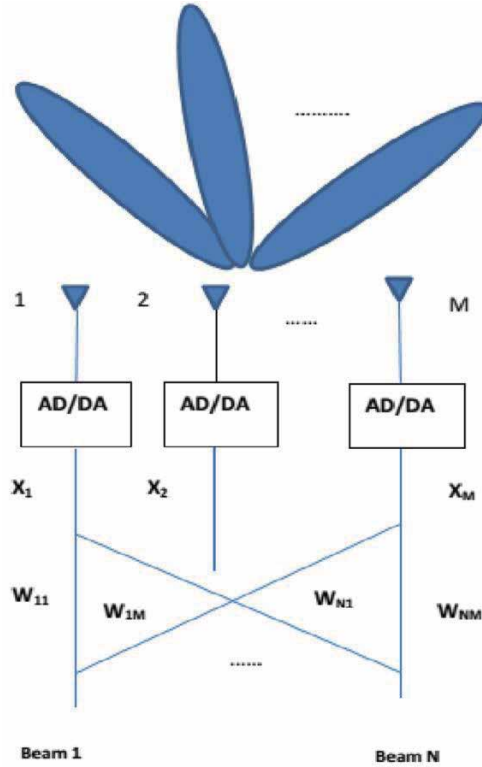 ...........
1
2
......
M
AD/DA
AD/DA
AD/DA
X₁
X₂
Xₘ
W₁₁
W₁ₘ
Wₙ₁
Wₙₘ
......
Beam 1
Beam N